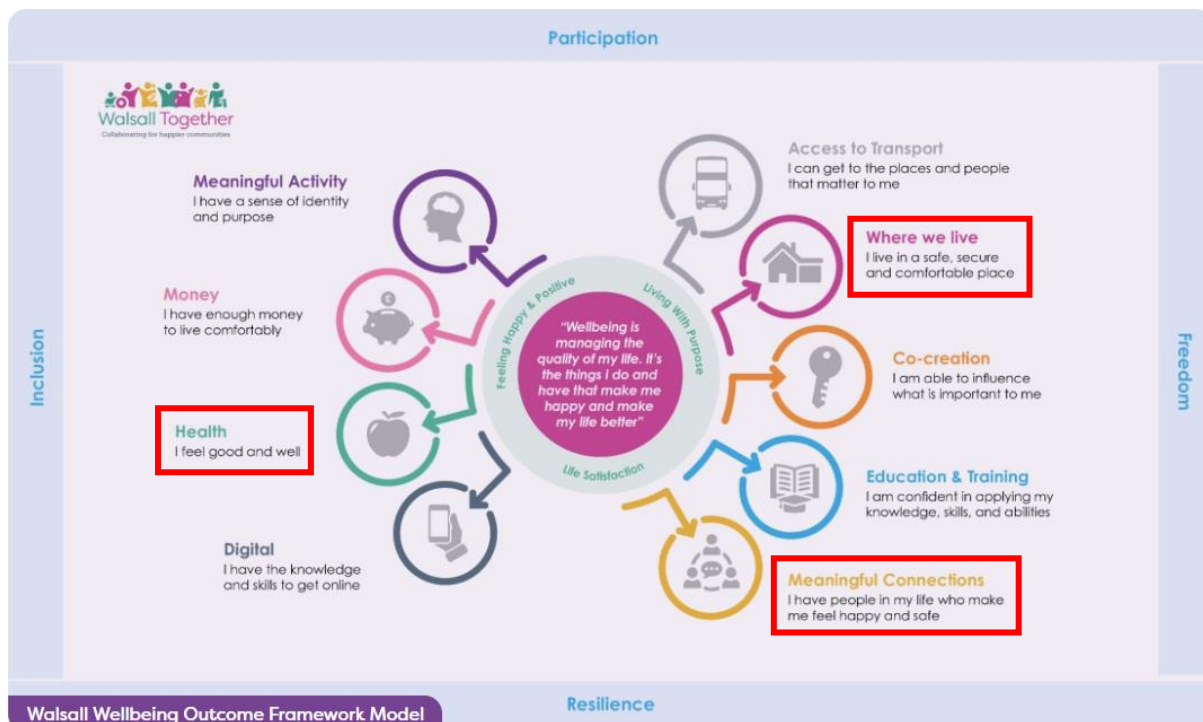 Participation
Walsall Together
Collaborating for happier communities
Inclusion
Freedom
Meaningful Activity
I have a sense of identity
and purpose
Money
I have enough money
to live comfortably
Health
I feel good and well
Digital
I have the knowledge
and skills to get online
Feeling Happy & Positive
Living With Purpose
Life Satisfaction
"Wellbeing is
managing the
quality of my life. It's
the things I do and
have that make me
happy and make
my life better"
Access to Transport
I can get to the places and people
that matter to me
Where we live
I live in a safe, secure
and comfortable place
Co-creation
I am able to influence
what is important to me
Education & Training
I am confident in applying my
knowledge, skills, and abilities
Meaningful Connections
I have people in my life who make
me feel happy and safe
Walsall Wellbeing Outcome Framework Model
Resilience